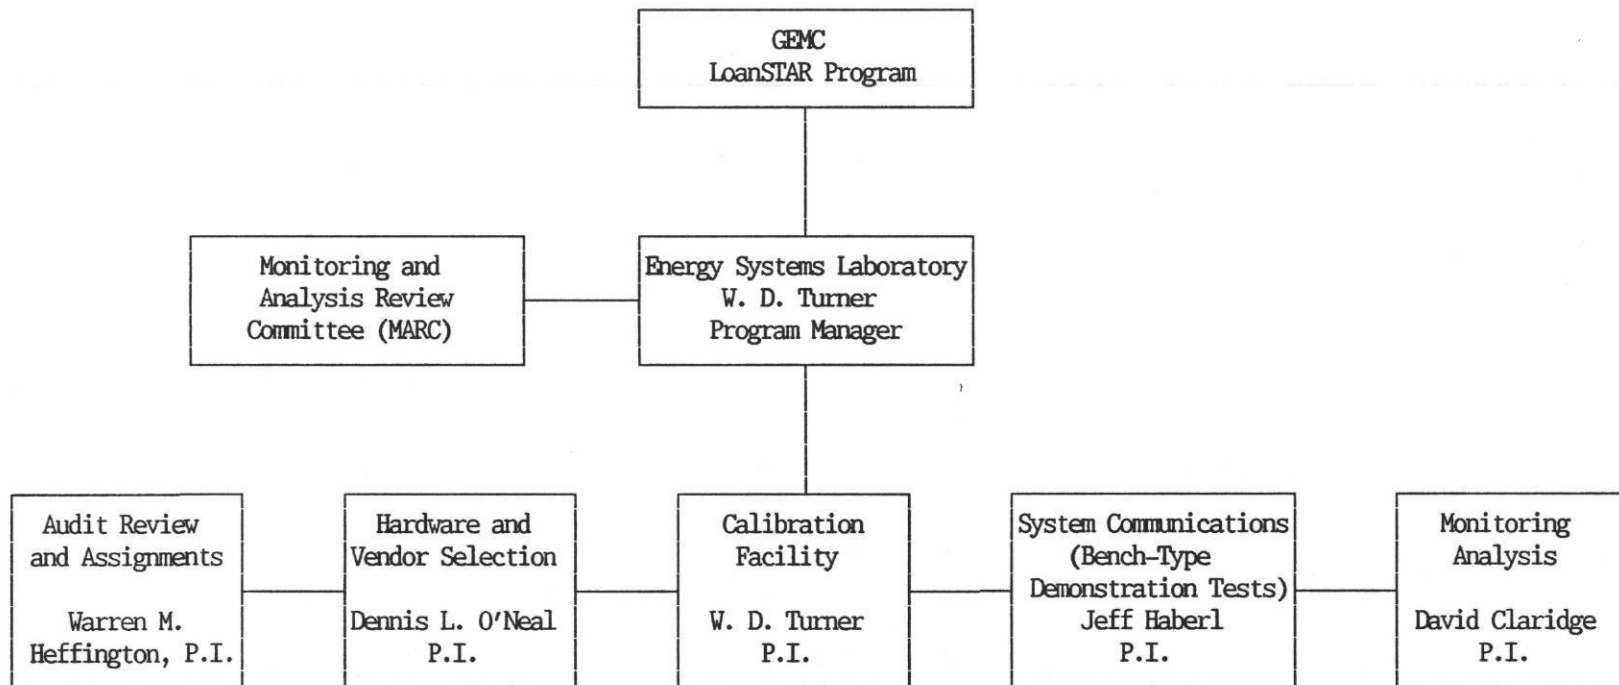 GEMC
LoanSTAR Program
Monitoring and
Analysis Review
Committee (MARC)
Energy Systems Laboratory
W. D. Turner
Program Manager
Audit Review
and Assignments
Warren M.
Heffington, P.I.
Hardware and
Vendor Selection
Dennis L. O'Neal
P.I.
Calibration
Facility
W. D. Turner
P.I.
System Communications
(Bench-Type
Demonstration Tests)
Jeff Haberl
P.I.
Monitoring
Analysis
David Claridge
P.I.